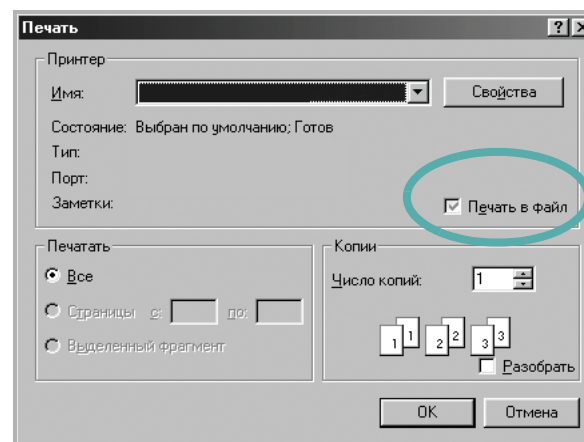 Печать
Принтер
Имя:
Свойства
Состояние: Выбран по умолчанию; Готов
Тип:
Порт:
Заметки:
Печать в файл
Печатать
Все
Страницы с: по:
Выделенный фрагмент
Копии
Число копий: 1
1 1 2 2 3 3
Разобрать
OK
Отмена